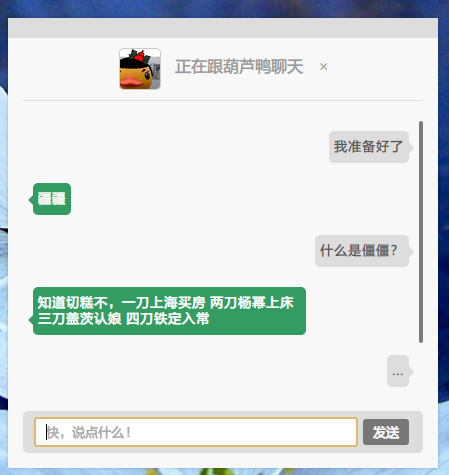 正在跟葫芦鸭聊天 ×
我准备好了
疆疆
什么是僵僵?
知道切糕不，一刀上海买房 两刀杨幂上床
三刀盖茨认娘 四刀铁定入常
...
快，说点什么！
发送